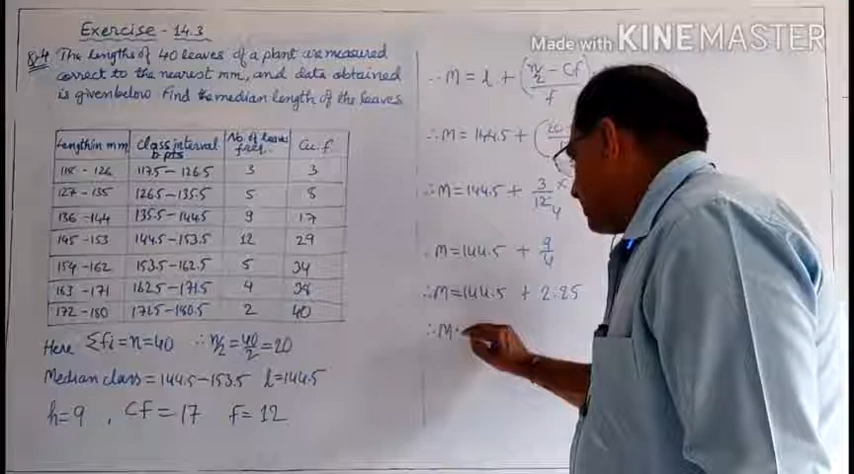 Made with KINEMASTER
Exercise - 14.3
Q.4 The lengths of 40 leaves of a plant are measured
correct to the nearest mm, and data obtained
is given below Find the median length of the leaves
Length in mm class interval b.pts No. of leaves freq. Cu.f.
118 - 126 117.5 - 126.5 3 3
127 - 135 126.5 - 135.5 5 8
136 - 144 135.5 - 144.5 9 17
145 - 153 144.5 - 153.5 12 29
154 - 162 153.5 - 162.5 5 34
163 - 171 162.5 - 171.5 4 38
172 - 180 171.5 - 180.5 2 40
Here Σfi = n = 40 ∴ n/2 = 40/2 = 20
Median class = 144.5 - 153.5 l = 144.5
h = 9 , Cf = 17 f = 12
∴ M = l + (n/2 - Cf / f
∴ M = 144.5 + (20
∴ M = 144.5 + 3/12 4 ×
∴ M = 144.5 + 9/4
∴ M = 144.5 + 2.25
∴ M